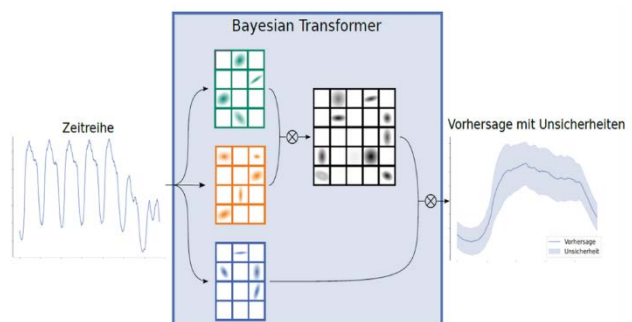 Bayesian Transformer
Zeitreihe
Vorhersage mit Unsicherheiten
Vorhersage
Unsicherheit